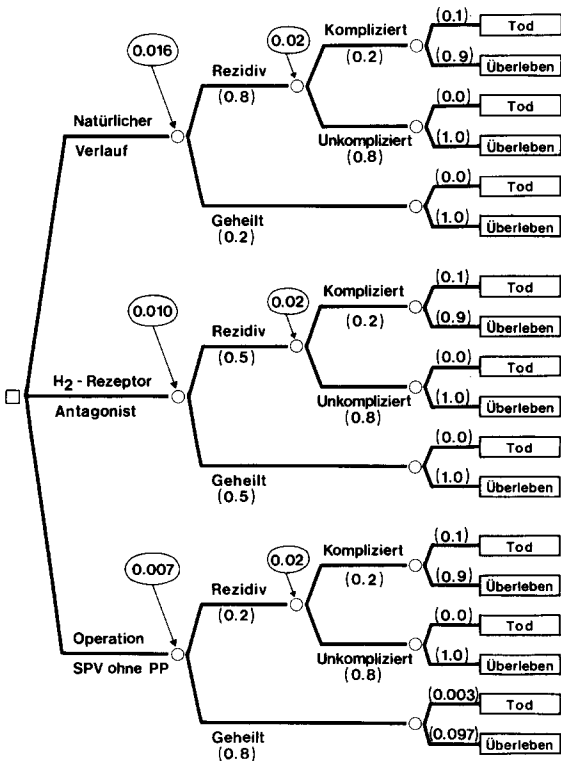 (0.1)
Tod
Kompliziert
0.016
0.02
(0.2)
(0.9)
Überleben
Rezidiv
(0.8)
(0.0)
Tod
Natürlicher
Verlauf
Unkompliziert
(0.8)
(1.0)
Überleben
(0.0)
Tod
Geheilt
(0.2)
(1.0)
Überleben
(0.1)
Tod
Kompliziert
0.010
0.02
(0.2)
(0.9)
Überleben
Rezidiv
(0.5)
(0.0)
Tod
H2 - Rezeptor
Antagonist
Unkompliziert
(0.8)
(1.0)
Überleben
(0.0)
Tod
Geheilt
(0.5)
(1.0)
Überleben
(0.1)
Tod
Kompliziert
0.007
0.02
(0.2)
(0.9)
Überleben
Rezidiv
(0.2)
(0.0)
Tod
Operation
SPV ohne PP
Unkompliziert
(0.8)
(1.0)
Überleben
(0.003)
Tod
Geheilt
(0.8)
(0.097)
Überleben